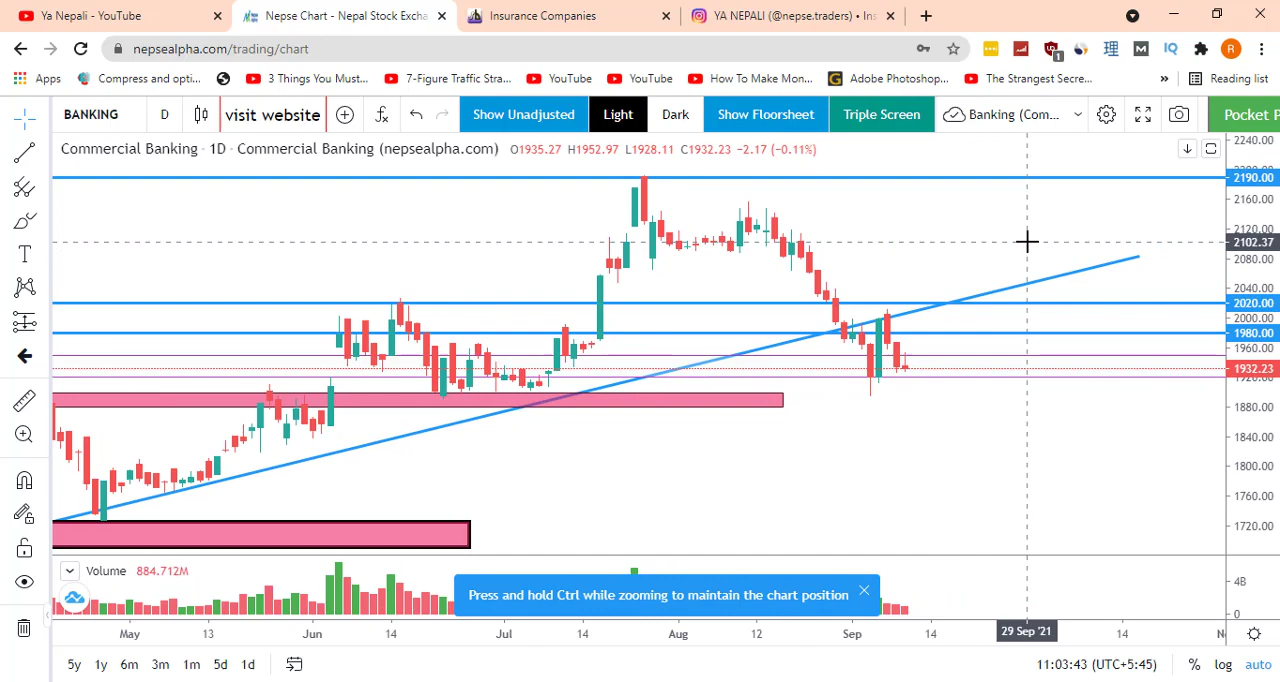 Ya Nepali - YouTube
Nepse Chart - Nepal Stock Excha
Insurance Companies
YA NEPALI (@nepse.traders) • Ins
nepsealpha.com/trading/chart
1 理 M IQ R
Apps
Compress and opti...
3 Things You Must...
7-Figure Traffic Stra...
YouTube
YouTube
How To Make Mon...
Adobe Photoshop...
The Strangest Secre...
»
Reading list
BANKING
D
visit website
Show Unadjusted
Light
Dark
Show Floorsheet
Triple Screen
Banking (Com...
Pocket P
Commercial Banking · 1D · Commercial Banking (nepsealpha.com) O1935.27 H1952.97 L1928.11 C1932.23 −2.17 (−0.11%)
2240.00
2190.00
2160.00
2120.00
2102.37
2080.00
2040.00
2020.00
2000.00
1980.00
1960.00
1932.23
1920.00
1880.00
1840.00
1800.00
1760.00
1720.00
Volume 884.712M
Press and hold Ctrl while zooming to maintain the chart position
4B
0
May 13 Jun 14 Jul 14 Aug 12 Sep 14 29 Sep '21 14
5y 1y 6m 3m 1m 5d 1d
11:03:43 (UTC+5:45) % log auto